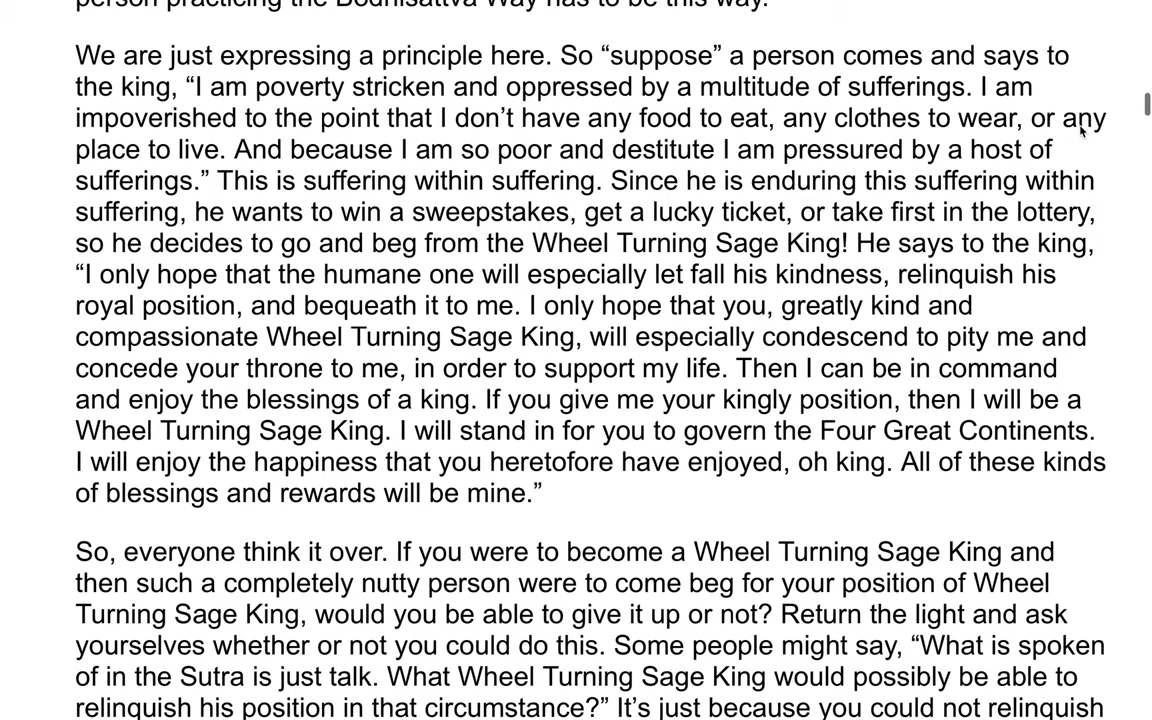 person practicing the Bodhisattva Way has to be this way.
We are just expressing a principle here. So “suppose” a person comes and says to
the king, “I am poverty stricken and oppressed by a multitude of sufferings. I am
impoverished to the point that I don’t have any food to eat, any clothes to wear, or any
place to live. And because I am so poor and destitute I am pressured by a host of
sufferings.” This is suffering within suffering. Since he is enduring this suffering within
suffering, he wants to win a sweepstakes, get a lucky ticket, or take first in the lottery,
so he decides to go and beg from the Wheel Turning Sage King! He says to the king,
“I only hope that the humane one will especially let fall his kindness, relinquish his
royal position, and bequeath it to me. I only hope that you, greatly kind and
compassionate Wheel Turning Sage King, will especially condescend to pity me and
concede your throne to me, in order to support my life. Then I can be in command
and enjoy the blessings of a king. If you give me your kingly position, then I will be a
Wheel Turning Sage King. I will stand in for you to govern the Four Great Continents.
I will enjoy the happiness that you heretofore have enjoyed, oh king. All of these kinds
of blessings and rewards will be mine.”
So, everyone think it over. If you were to become a Wheel Turning Sage King and
then such a completely nutty person were to come beg for your position of Wheel
Turning Sage King, would you be able to give it up or not? Return the light and ask
yourselves whether or not you could do this. Some people might say, “What is spoken
of in the Sutra is just talk. What Wheel Turning Sage King would possibly be able to
relinquish his position in that circumstance?” It’s just because you could not relinquish